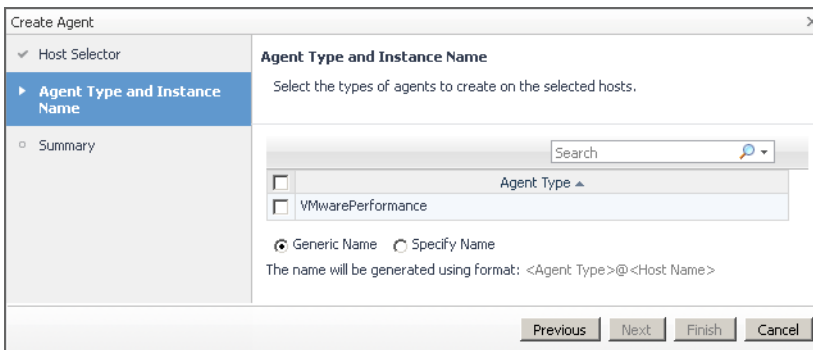 Create Agent
Host Selector
Agent Type and Instance
Name
Summary
Agent Type and Instance Name
Select the types of agents to create on the selected hosts.
Search
Agent Type
VMwarePerformance
Generic Name Specify Name
The name will be generated using format: <Agent Type>@<Host Name>
Previous Next Finish Cancel